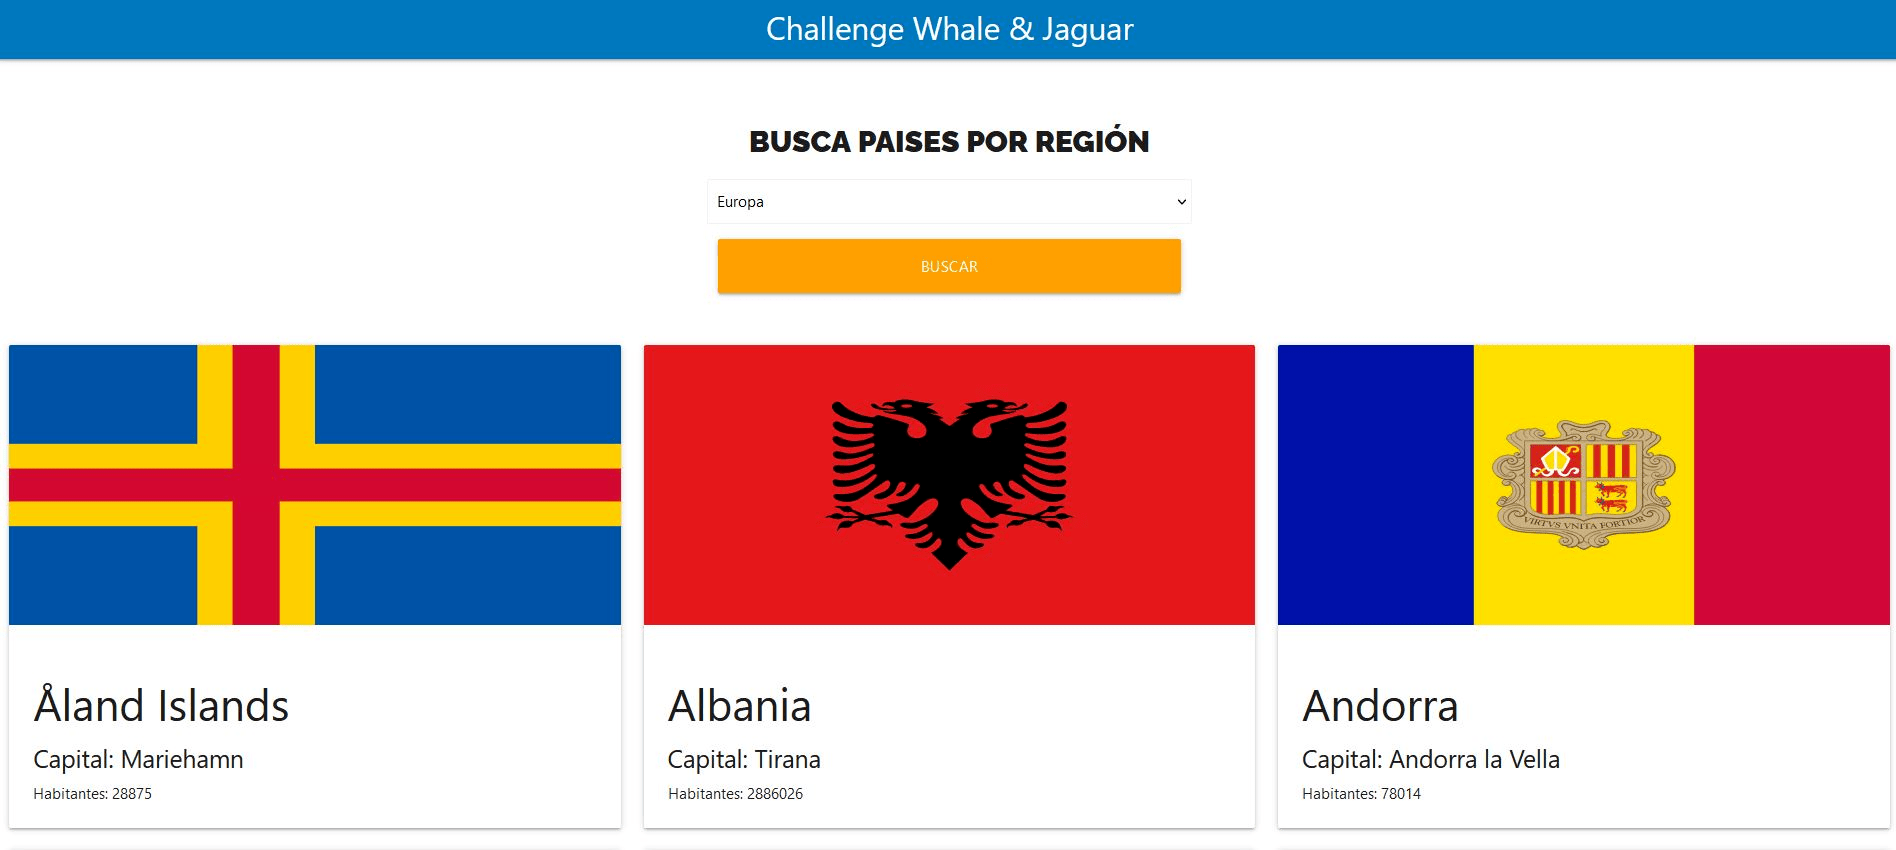 Challenge Whale & Jaguar
BUSCA PAISES POR REGIÓN
Europa
BUSCAR
VIRTVS VNITA FORTIOR
Åland Islands
Capital: Mariehamn
Habitantes: 28875
Albania
Capital: Tirana
Habitantes: 2886026
Andorra
Capital: Andorra la Vella
Habitantes: 78014